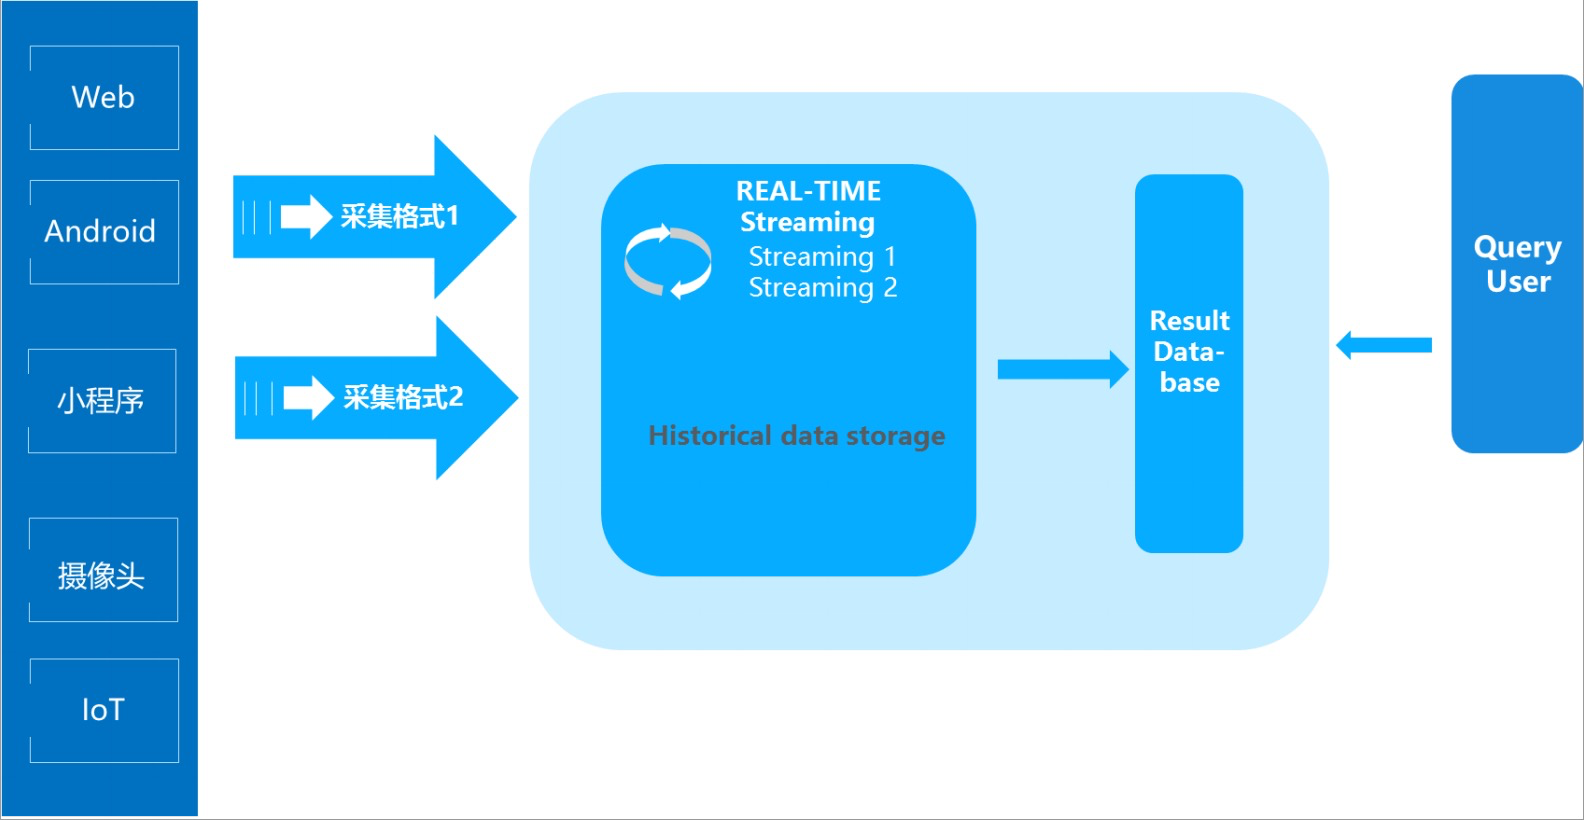 Web
Android
小程序
摄像头
IoT
采集格式1
采集格式2
REAL-TIME
Streaming
Streaming 1
Streaming 2
Historical data storage
Result
Data-
base
Query
User